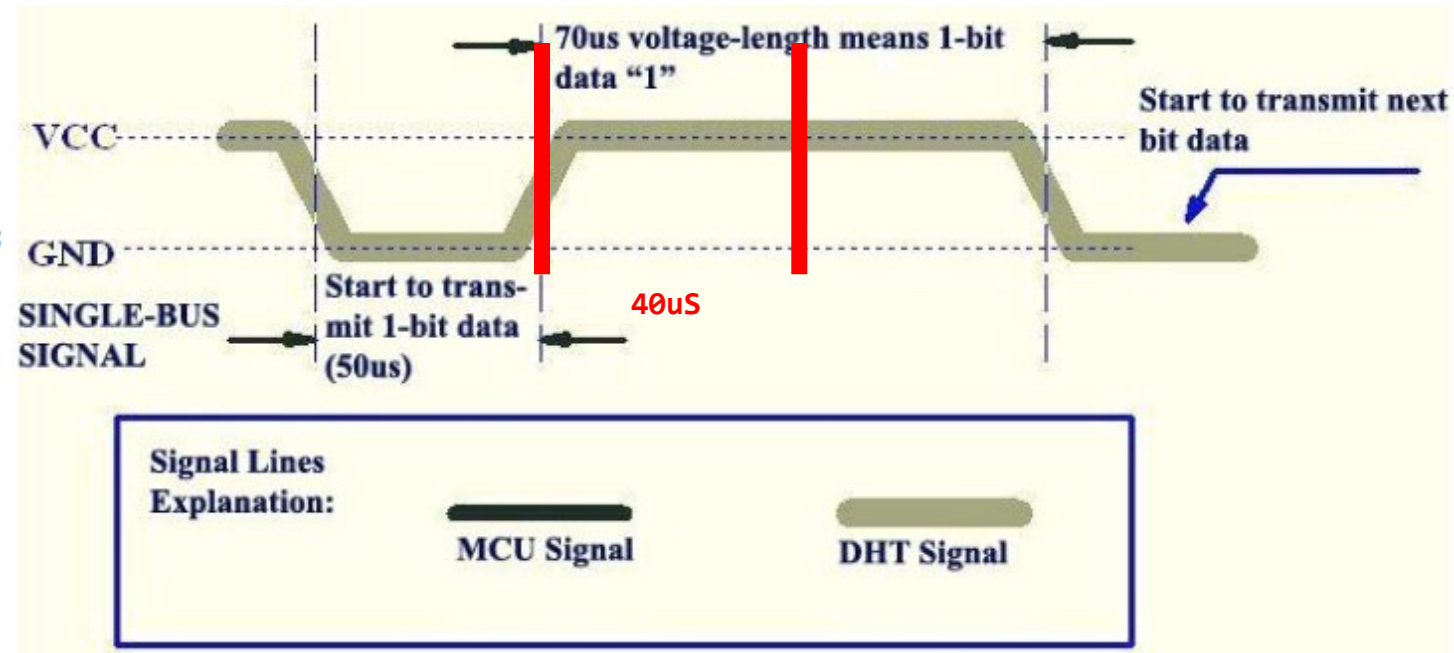 70us voltage-length means 1-bit
data “1”
Start to transmit next
bit data
VCC
GND
SINGLE-BUS
SIGNAL
Start to trans-
mit 1-bit data
(50us)
40uS
Signal Lines
Explanation:
MCU Signal
DHT Signal